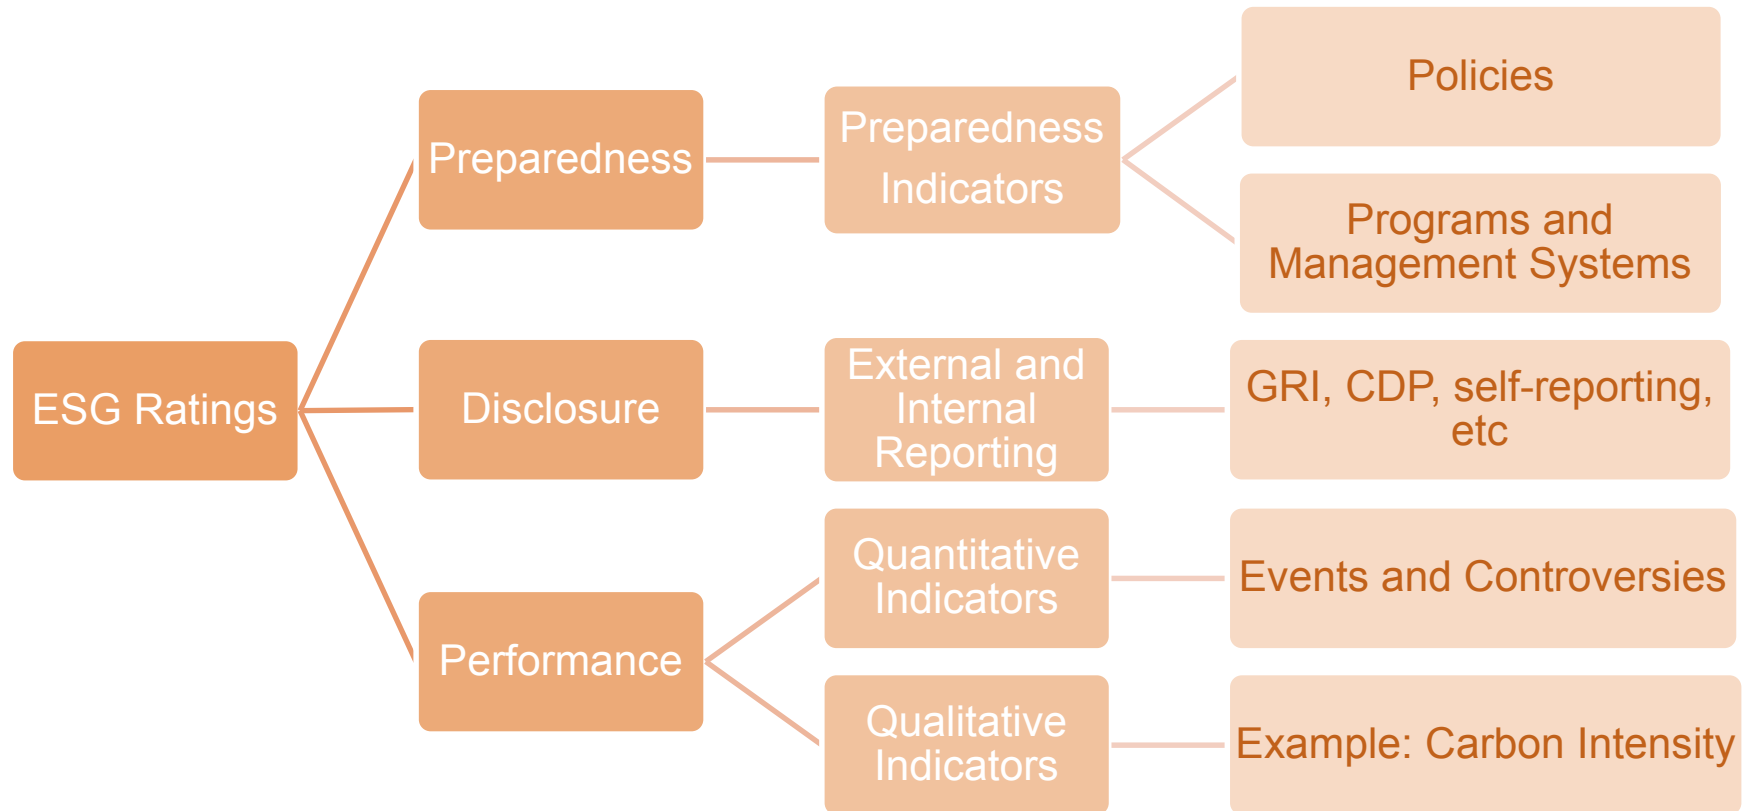 ESG Ratings
Preparedness
Preparedness
Indicators
Policies
Programs and
Management Systems
Disclosure
External and
Internal
Reporting
GRI, CDP, self-reporting,
etc
Performance
Quantitative
Indicators
Events and Controversies
Qualitative
Indicators
Example: Carbon Intensity